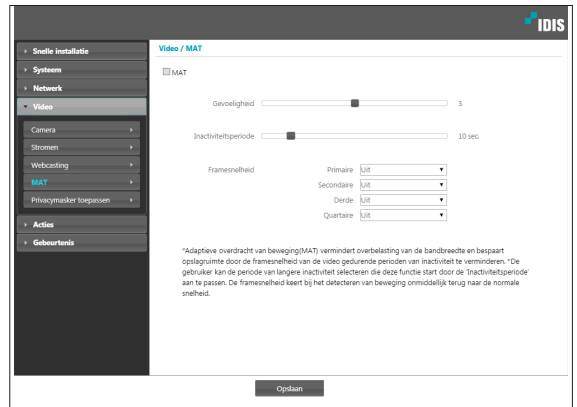 IDIS
Snelle installatie
Systeem
Netwerk
Video
Camera
Stromen
Webcasting
MAT
Privacymasker toepassen
Acties
Gebeurtenis
Video / MAT
MAT
Gevoeligheid 3
Inactiviteitsperiode 10 sec.
Framesnelheid Primaire Uit
Secondaire Uit
Derde Uit
Quartaire Uit
*Adaptieve overdracht van beweging(MAT) vermindert overbelasting van de bandbreedte en bespaart
opslagruimte door de framesnelheid van de video gedurende perioden van inactiviteit te verminderen. *De
gebruiker kan de periode van langere inactiviteit selecteren die deze functie start door de 'Inactiviteitsperiode'
aan te passen. De framesnelheid keert bij het detecteren van beweging onmiddellijk terug naar de normale
snelheid.
Opslaan